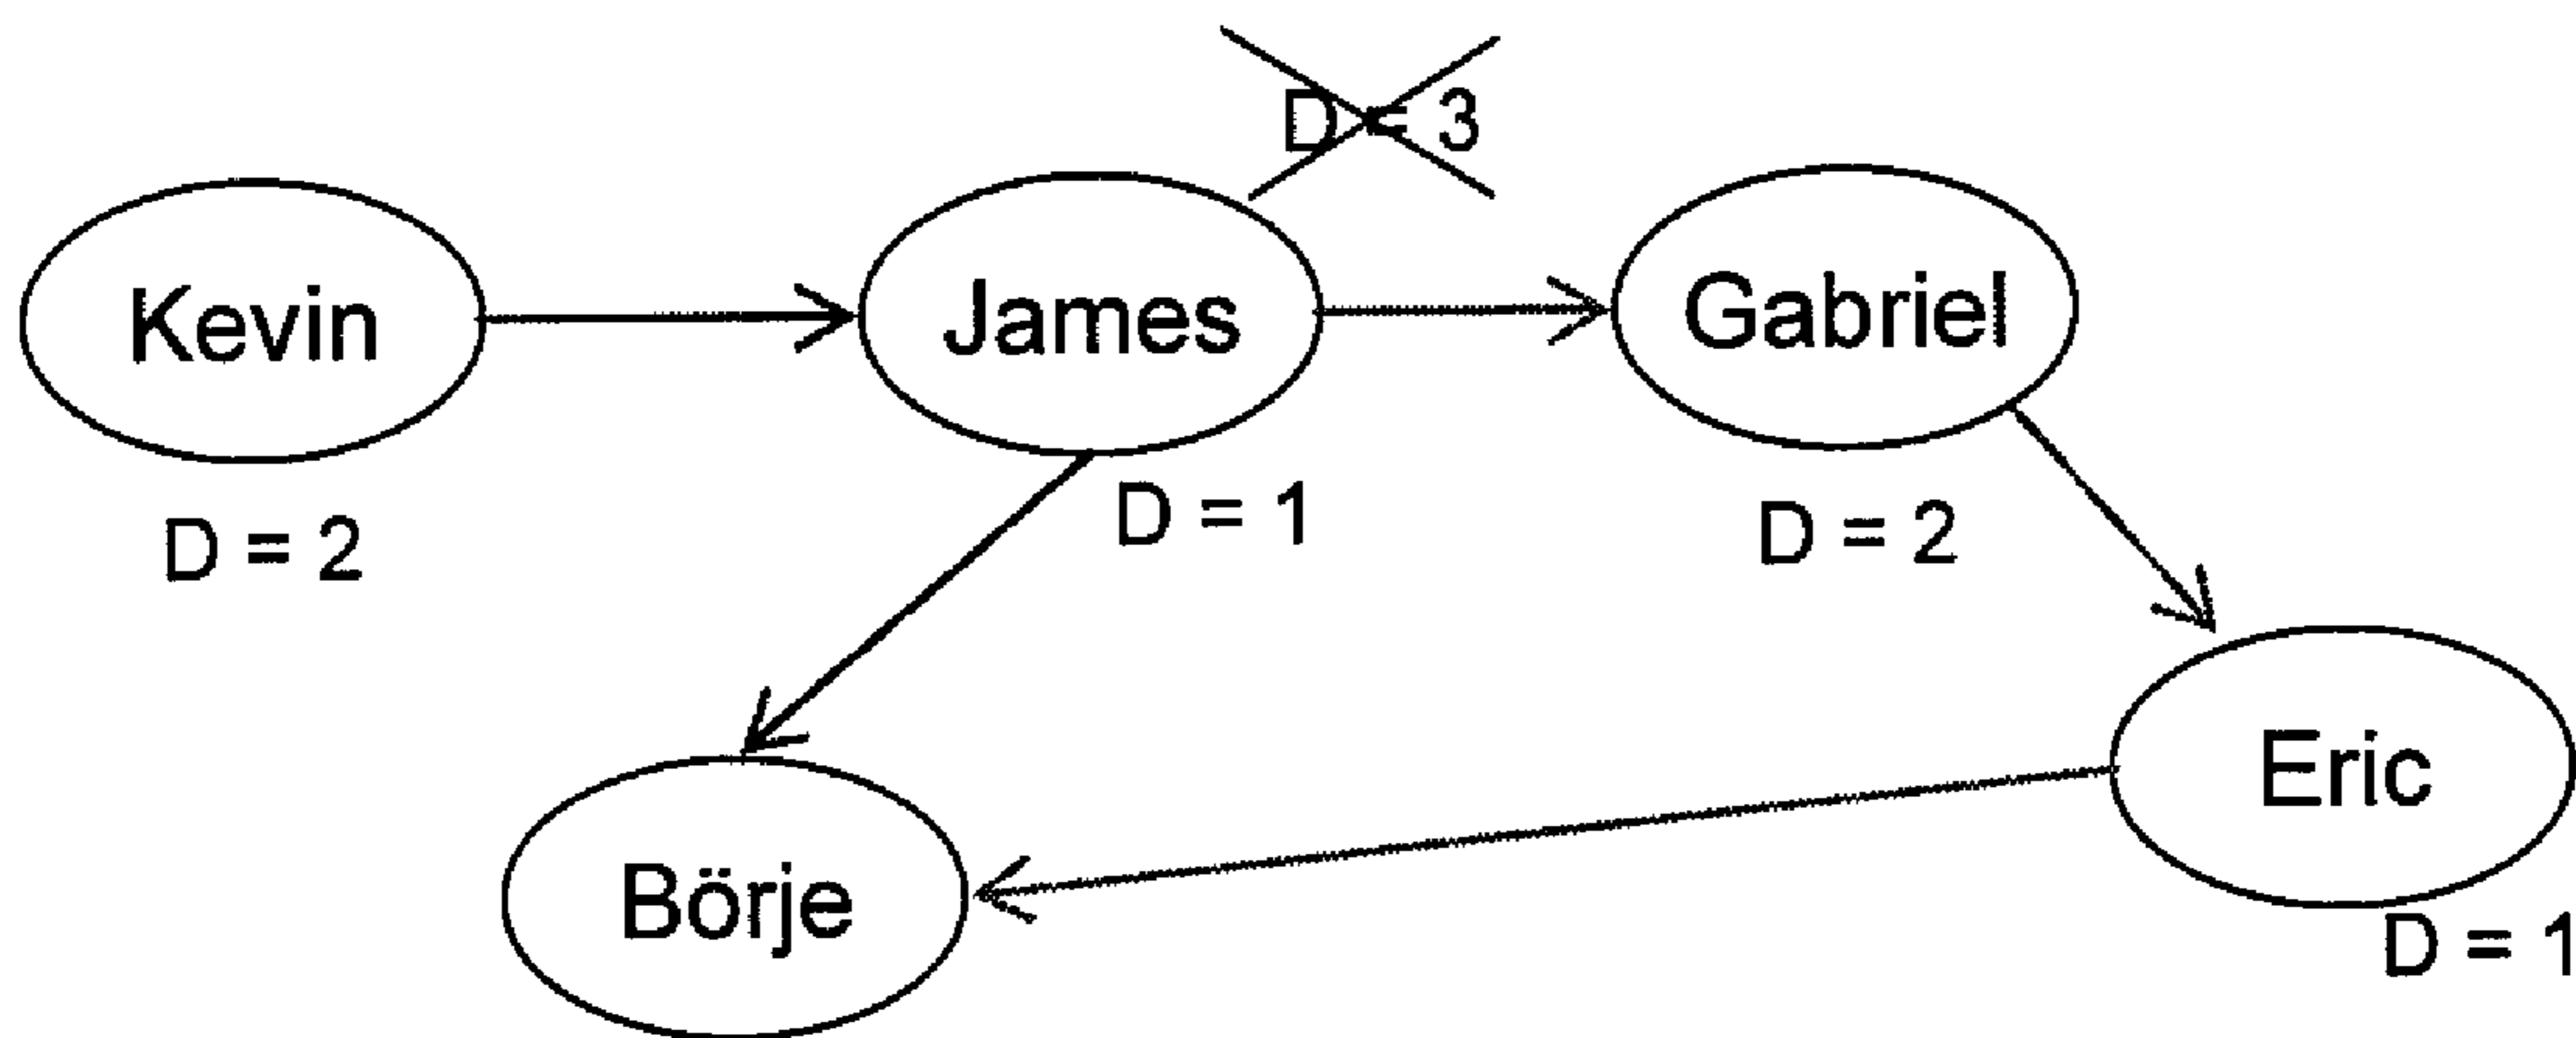 D = 3
Kevin
James
Gabriel
D = 2
D = 1
D = 2
Börje
Eric
D = 1